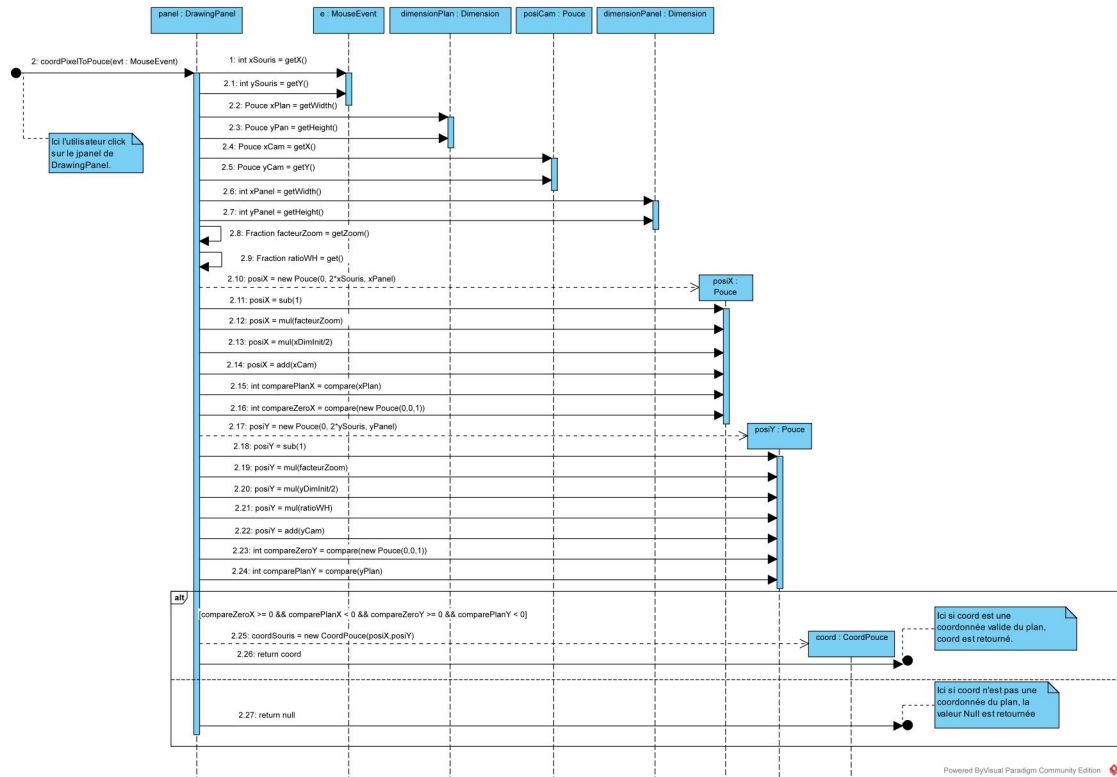 panel : DrawingPanel
e : MouseEvent
dimensionPlan : Dimension
posiCam : Pouce
dimensionPanel : Dimension
2: coordPixelToPouce(evt : MouseEvent)
1: int xSouris = getX()
2.1: int ySouris = getY()
2.2: Pouce xPlan = getWidth()
Ici l'utilisateur click
sur le jpanel de
DrawingPanel.
2.3: Pouce yPan = getHeight()
2.4: Pouce xCam = getX()
2.5: Pouce yCam = getY()
2.6: int xPanel = getWidth()
2.7: int yPanel = getHeight()
2.8: Fraction facteurZoom = getZoom()
2.9: Fraction ratioWH = get()
2.10: posiX = new Pouce(0, 2*xSouris, xPanel)
posiX :
Pouce
2.11: posiX = sub(1)
2.12: posiX = mul(facteurZoom)
2.13: posiX = mul(xDimInit/2)
2.14: posiX = add(xCam)
2.15: int comparePlanX = compare(xPlan)
2.16: int compareZeroX = compare(new Pouce(0,0,1))
2.17: posiY = new Pouce(0, 2*ySouris, yPanel)
posiY : Pouce
2.18: posiY = sub(1)
2.19: posiY = mul(facteurZoom)
2.20: posiY = mul(yDimInit/2)
2.21: posiY = mul(ratioWH)
2.22: posiY = add(yCam)
2.23: int compareZeroY = compare(new Pouce(0,0,1))
2.24: int comparePlanY = compare(yPlan)
alt
[compareZeroX >= 0 && comparePlanX < 0 && compareZeroY >= 0 && comparePlanY < 0]
Ici si coord est une
coordonnée valide du plan,
coord est retourné.
2.25: coordSouris = new CoordPouce(posiX,posiY)
coord : CoordPouce
2.26: return coord
Ici si coord n'est pas une
coordonnée du plan, la
valeur Null est retournée
2.27: return null
Powered ByVisual Paradigm Community Edition